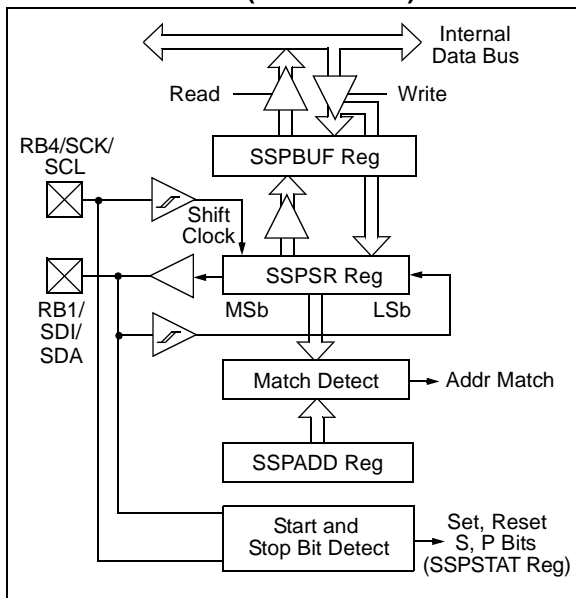 Internal
Data Bus
Read
Write
RB4/SCK/
SCL
SSPBUF Reg
Shift
Clock
SSPSR Reg
MSb
LSb
RB1/
SDI/
SDA
Match Detect
Addr Match
SSPADD Reg
Start and
Stop Bit Detect
Set, Reset
S, P Bits
(SSPSTAT Reg)